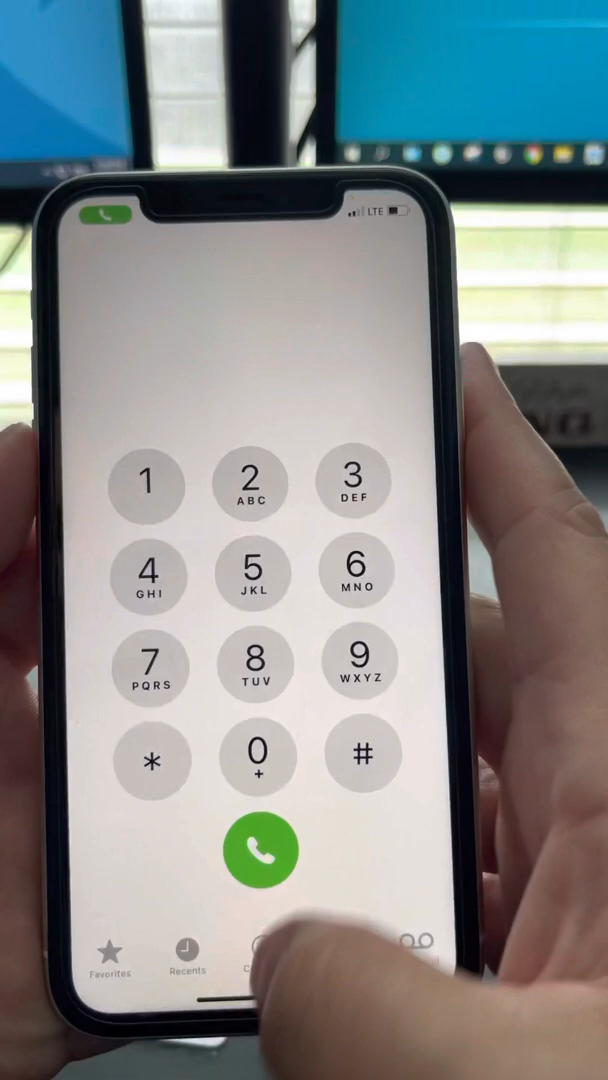 LTE
1
2
ABC
3
DEF
4
GHI
5
JKL
6
MNO
7
PQRS
8
TUV
9
WXYZ
*
0
+
#
Favorites
Recents